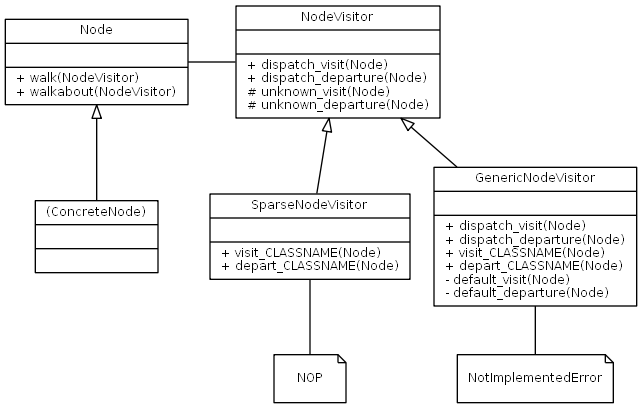 Node
+ walk(NodeVisitor)
+ walkabout(NodeVisitor)
NodeVisitor
+ dispatch_visit(Node)
+ dispatch_departure(Node)
# unknown_visit(Node)
# unknown_departure(Node)
(ConcreteNode)
SparseNodeVisitor
+ visit_CLASSNAME(Node)
+ depart_CLASSNAME(Node)
GenericNodeVisitor
+ dispatch_visit(Node)
+ dispatch_departure(Node)
+ visit_CLASSNAME(Node)
+ depart_CLASSNAME(Node)
- default_visit(Node)
- default_departure(Node)
NOP
NotImplementedError